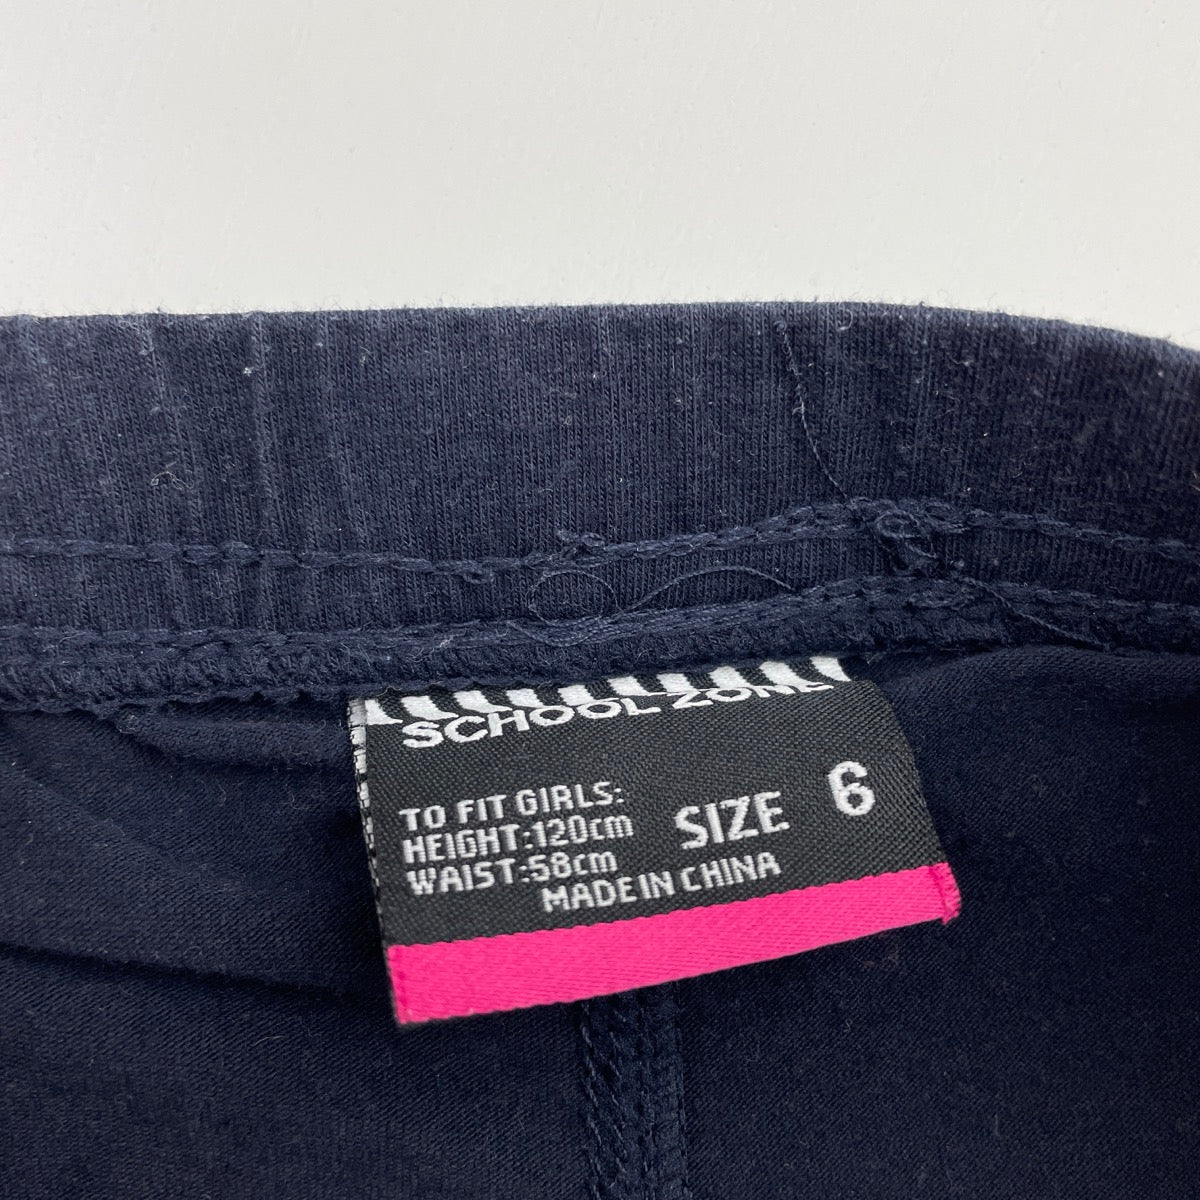 SCHOOL ZONE
TO FIT GIRLS:
HEIGHT:120cm
WAIST:58cm
SIZE 6
MADE IN CHINA